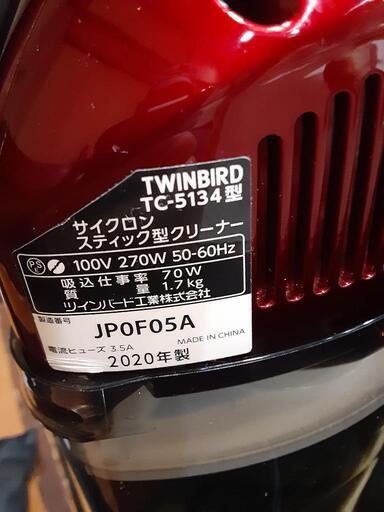 TWINBIRD
TC-5134型
サイクロン
スティック型クリーナー
PS 100V 270W 50-60Hz
吸込仕事率 70W
質量 1.7kg
ツインバード工業株式会社
製造番号
JP0F05A
電流ヒューズ 3.5A MADE IN CHINA
2020年製